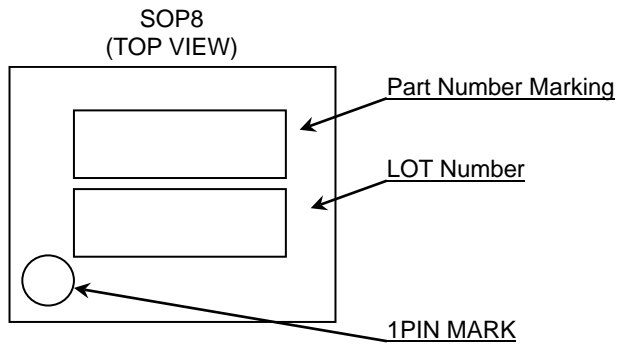 SOP8
(TOP VIEW)
Part Number Marking
LOT Number
1PIN MARK